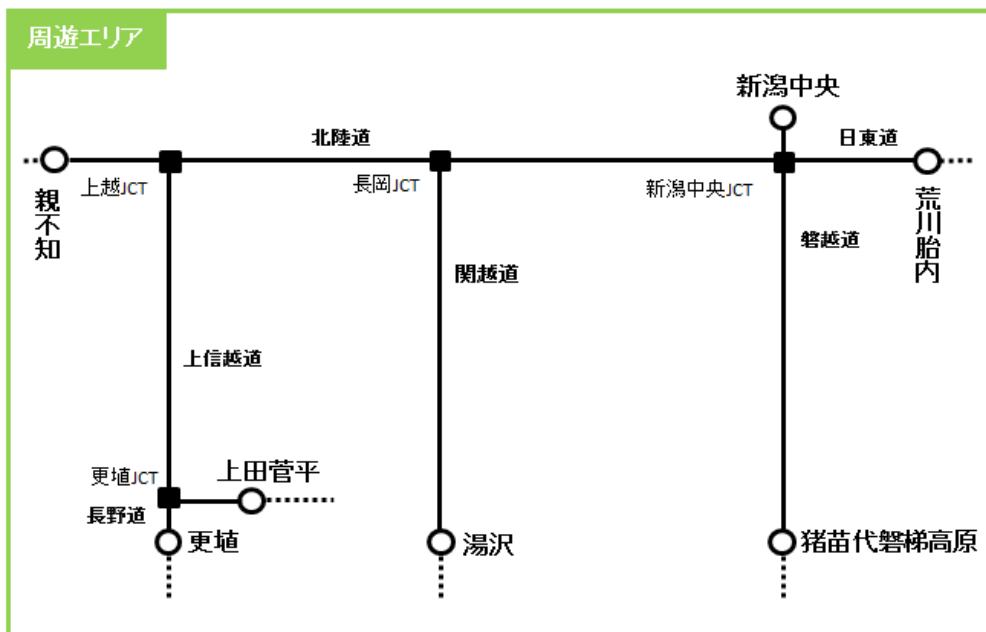 周遊エリア
新潟中央
北陸道
日東道
上越JCT
長岡JCT
新潟中央JCT
親不知
荒川胎内
磐越道
関越道
上信越道
更埴JCT
上田菅平
長野道
更埴
湯沢
猪苗代磐梯高原